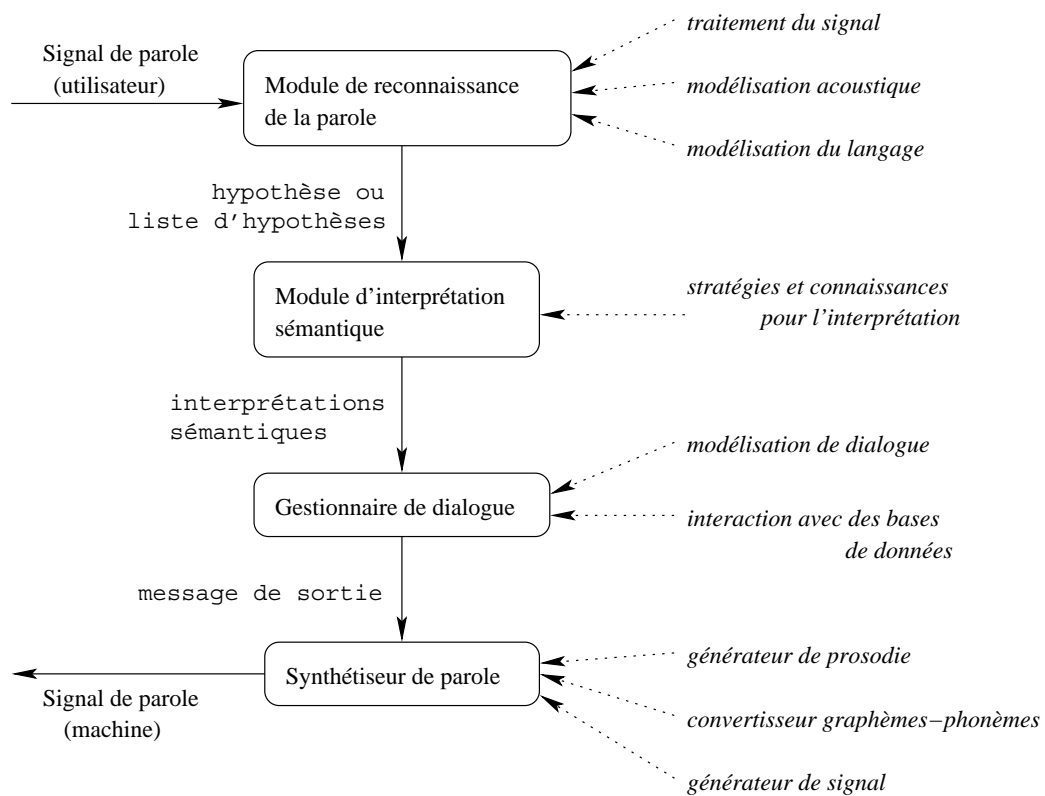 traitement du signal
Signal de parole
(utilisateur)
Module de reconnaissance
de la parole
modélisation acoustique
modélisation du langage
hypothèse ou
liste d'hypothèses
Module d'interprétation
sémantique
stratégies et connaissances
pour l'interprétation
interprétations
sémantiques
modélisation de dialogue
Gestionnaire de dialogue
interaction avec des bases
de données
message de sortie
générateur de prosodie
Synthétiseur de parole
Signal de parole
(machine)
convertisseur graphèmes–phonèmes
générateur de signal